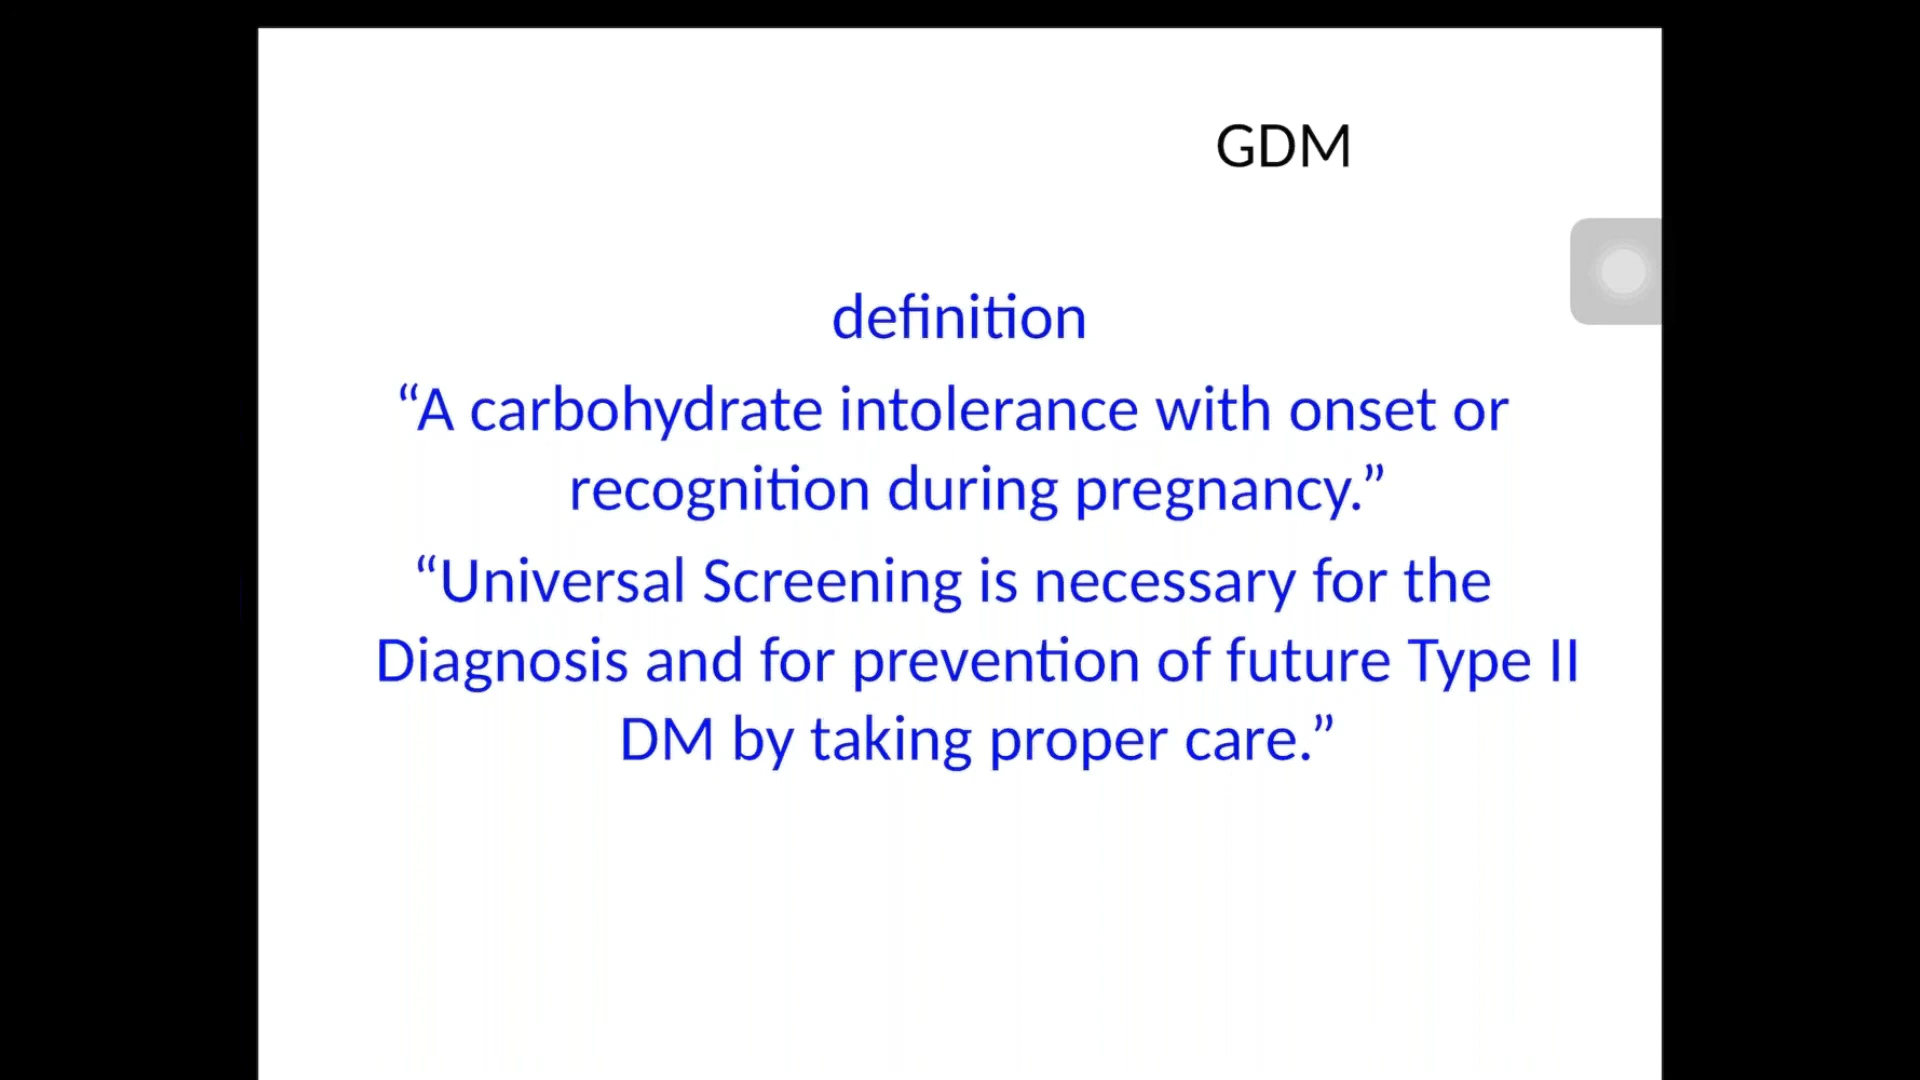 GDM
definition
“A carbohydrate intolerance with onset or
recognition during pregnancy.”
“Universal Screening is necessary for the
Diagnosis and for prevention of future Type II
DM by taking proper care.”